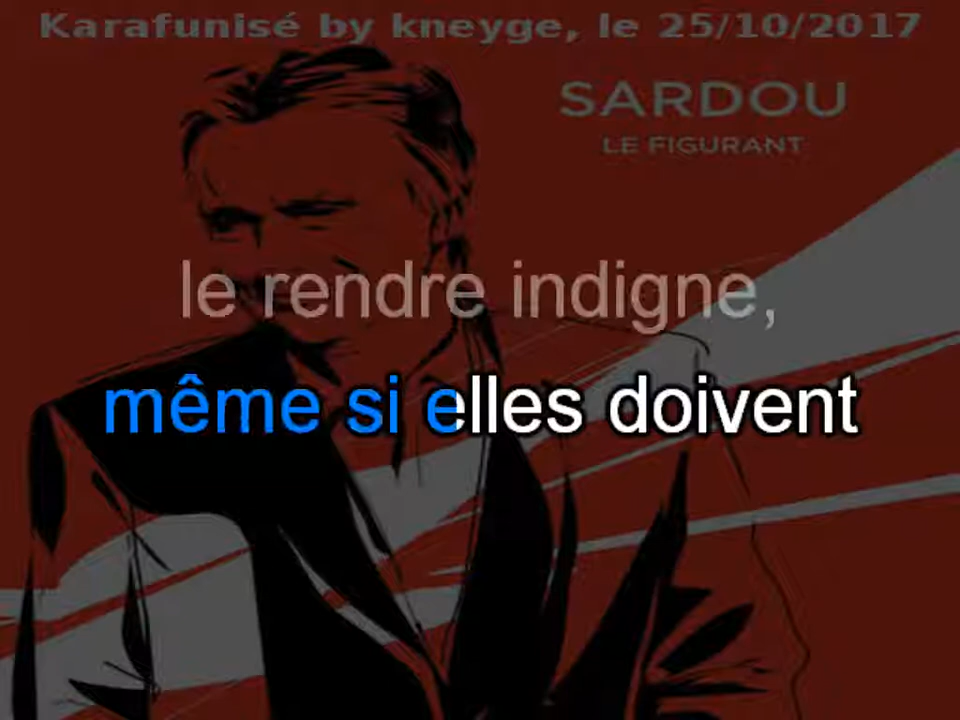 Karafunisé by kneyge, le 25/10/2017
SARDOU
LE FIGURANT
le rendre indigne,
même si elles doivent